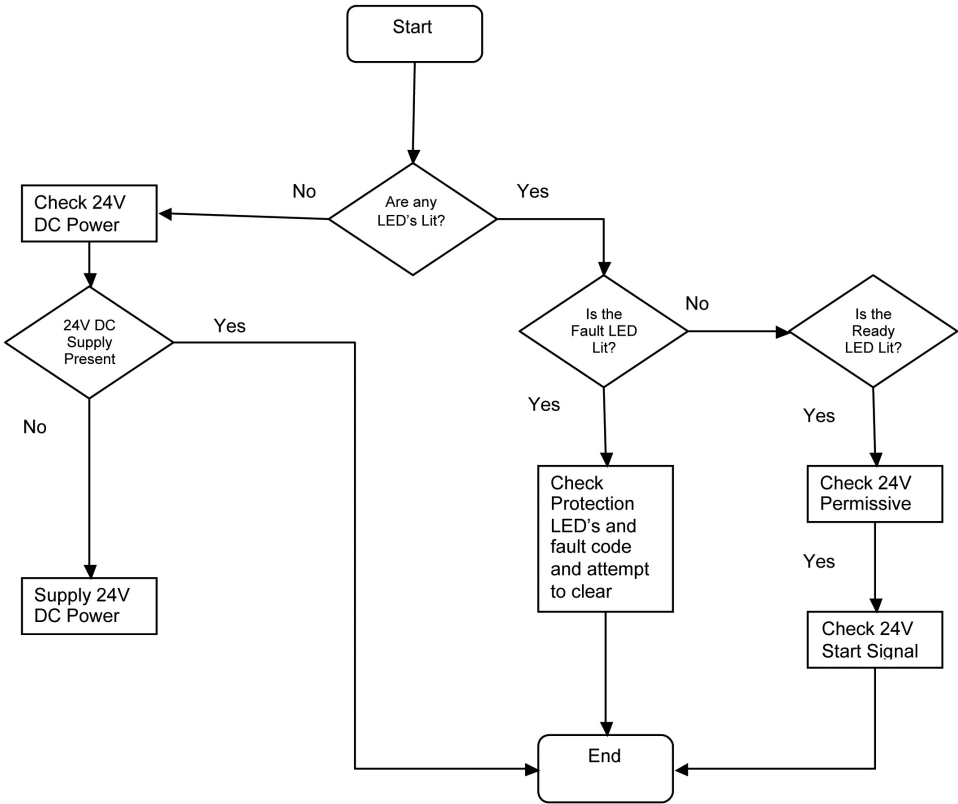 Start
Are any
LED's Lit?
No
Yes
Check 24V
DC Power
24V DC
Supply
Present
Yes
No
Supply 24V
DC Power
Is the
Fault LED
Lit?
No
Yes
Is the
Ready
LED Lit?
Yes
Check
Protection
LED's and
fault code
and attempt
to clear
Check 24V
Permissive
Yes
Check 24V
Start Signal
End